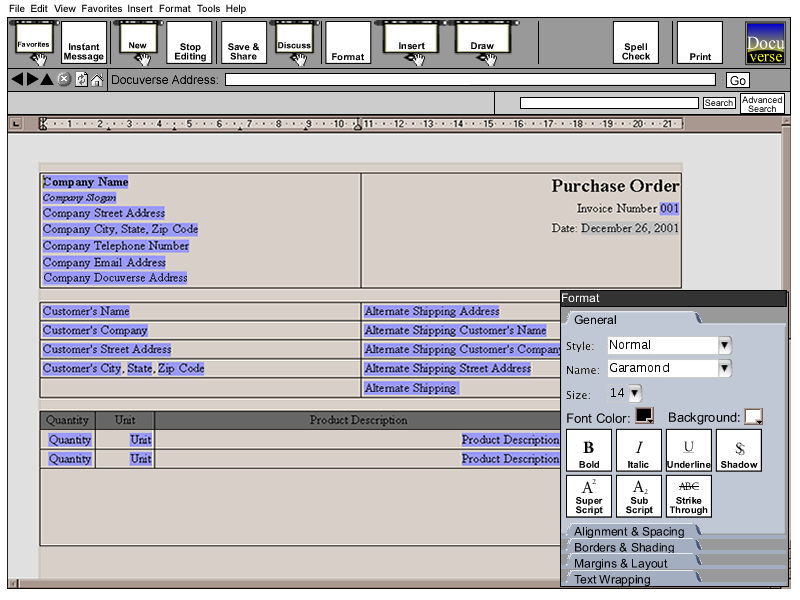 File Edit View Favorites Insert Format Tools Help
Favorites Instant Message New Stop Editing Save & Share Discuss Format Insert Draw Spell Check Print Docu verse
Docuverse Address: Go
Search Advanced Search
L 1 2 3 4 5 6 7 8 9 10 11 12 13 14 15 16 17 18 19 20 21
Company Name
Company Slogan
Company Street Address
Company City, State, Zip Code
Company Telephone Number
Company Email Address
Company Docuverse Address
Purchase Order
Invoice Number 001
Date: December 26, 2001
Customer's Name Alternate Shipping Address
Customer's Company Alternate Shipping Customer's Name
Customer's Street Address Alternate Shipping Customer's Company
Customer's City, State, Zip Code Alternate Shipping Street Address
Alternate Shipping
Quantity Unit Product Description
Quantity Unit Product Description
Quantity Unit Product Description
Format
General
Style: Normal
Name: Garamond
Size: 14
Font Color: Background:
B Bold I Italic U Underline S Shadow
A2 Super Script A2 Sub Script ABC Strike Through
Alignment & Spacing
Borders & Shading
Margins & Layout
Text Wrapping